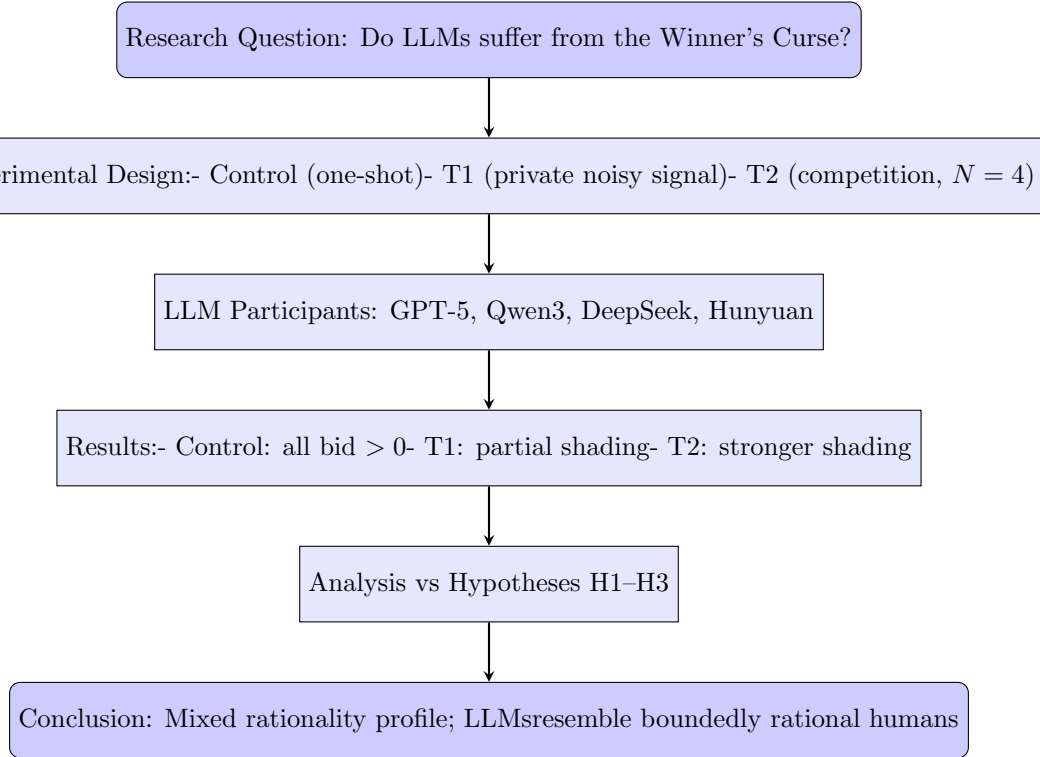 Research Question: Do LLMs suffer from the Winner's Curse?
erimental Design:- Control (one-shot)- T1 (private noisy signal)- T2 (competition, N = 4)
LLM Participants: GPT-5, Qwen3, DeepSeek, Hunyuan
Results:- Control: all bid > 0- T1: partial shading- T2: stronger shading
Analysis vs Hypotheses H1–H3
Conclusion: Mixed rationality profile; LLMsresemble boundedly rational humans